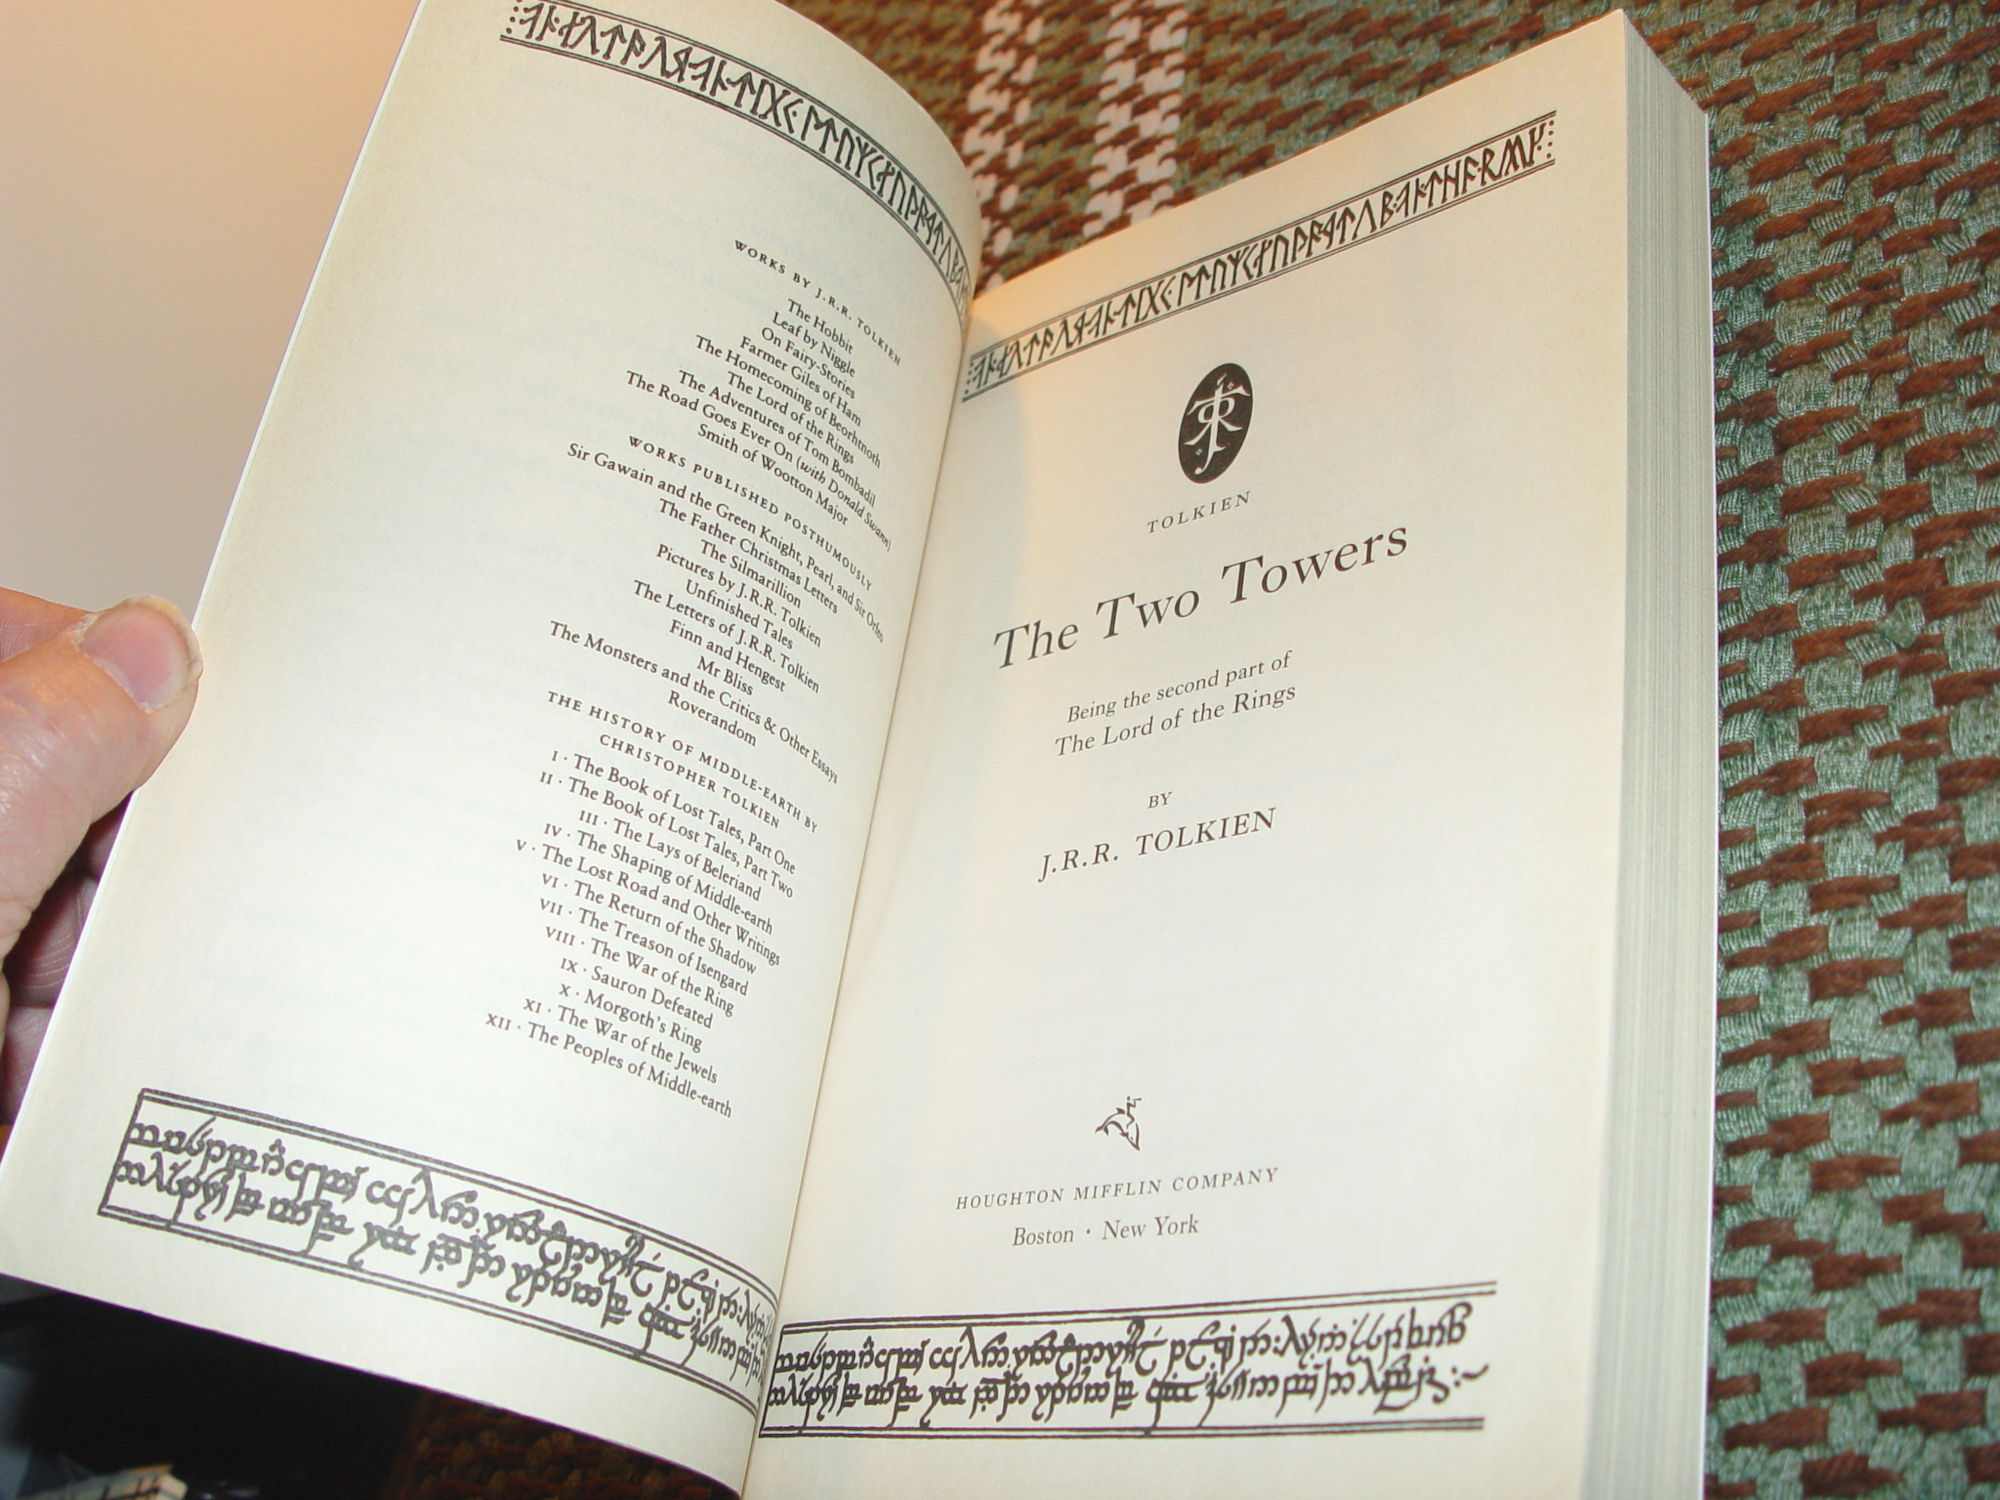 WORKS BY J.R.R. TOLKIEN
The Hobbit
Leaf by Niggle
On Fairy-Stories
Farmer Giles of Ham
The Homecoming of Beorhtnoth
The Lord of the Rings
The Adventures of Tom Bombadil
The Road Goes Ever On (with Donald Swann)
Smith of Wootton Major
WORKS PUBLISHED POSTHUMOUSLY
Sir Gawain and the Green Knight, Pearl, and Sir Orfeo
The Father Christmas Letters
The Silmarillion
Pictures by J.R.R. Tolkien
Unfinished Tales
The Letters of J.R.R. Tolkien
Finn and Hengest
Mr Bliss
The Monsters and the Critics & Other Essays
Roverandom
THE HISTORY OF MIDDLE-EARTH BY
CHRISTOPHER TOLKIEN
I · The Book of Lost Tales, Part One
II · The Book of Lost Tales, Part Two
III · The Lays of Beleriand
IV · The Shaping of Middle-earth
V · The Lost Road and Other Writings
VI · The Return of the Shadow
VII · The Treason of Isengard
VIII · The War of the Ring
IX · Sauron Defeated
X · Morgoth's Ring
XI · The War of the Jewels
XII · The Peoples of Middle-earth
TOLKIEN
The Two Towers
Being the second part of
The Lord of the Rings
BY
J.R.R. TOLKIEN
HOUGHTON MIFFLIN COMPANY
Boston · New York